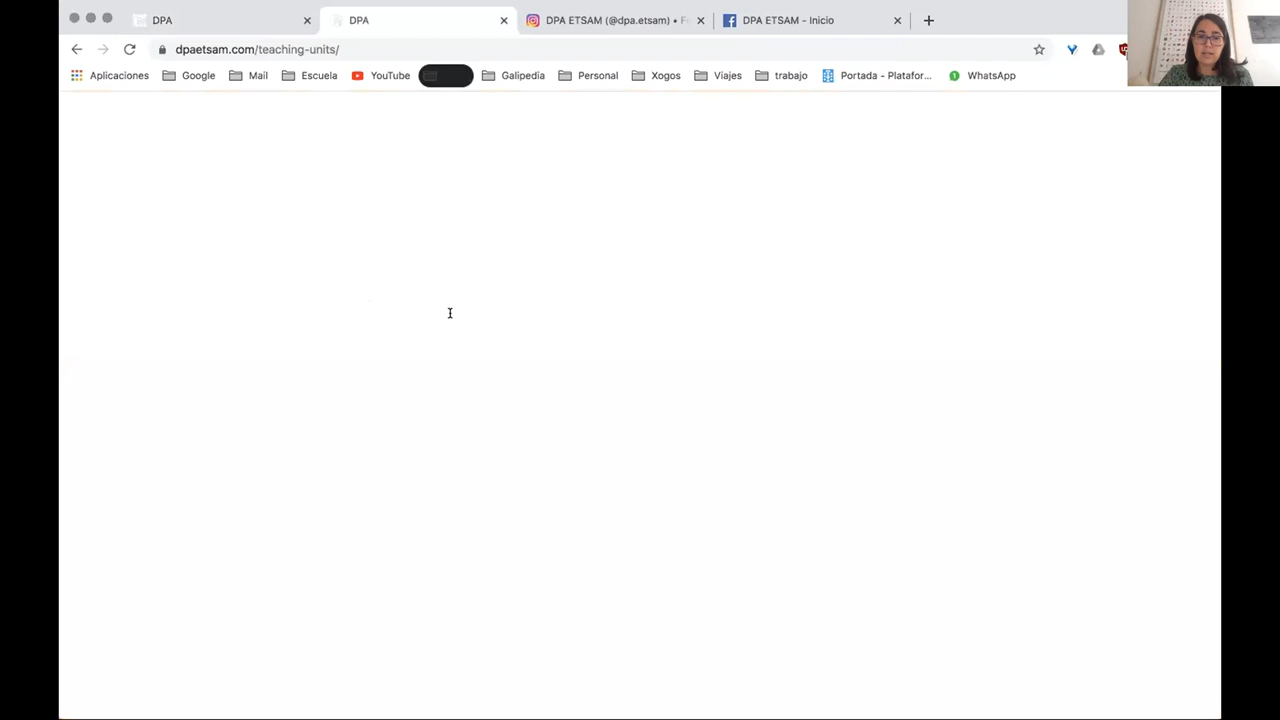 DPA
DPA
DPA ETSAM (@dpa.etsam) • F
DPA ETSAM - Inicio
dpaetsam.com/teaching-units/
Aplicaciones Google Mail Escuela YouTube Galipedia Personal Xogos Viajes trabajo Portada - Platafor... WhatsApp